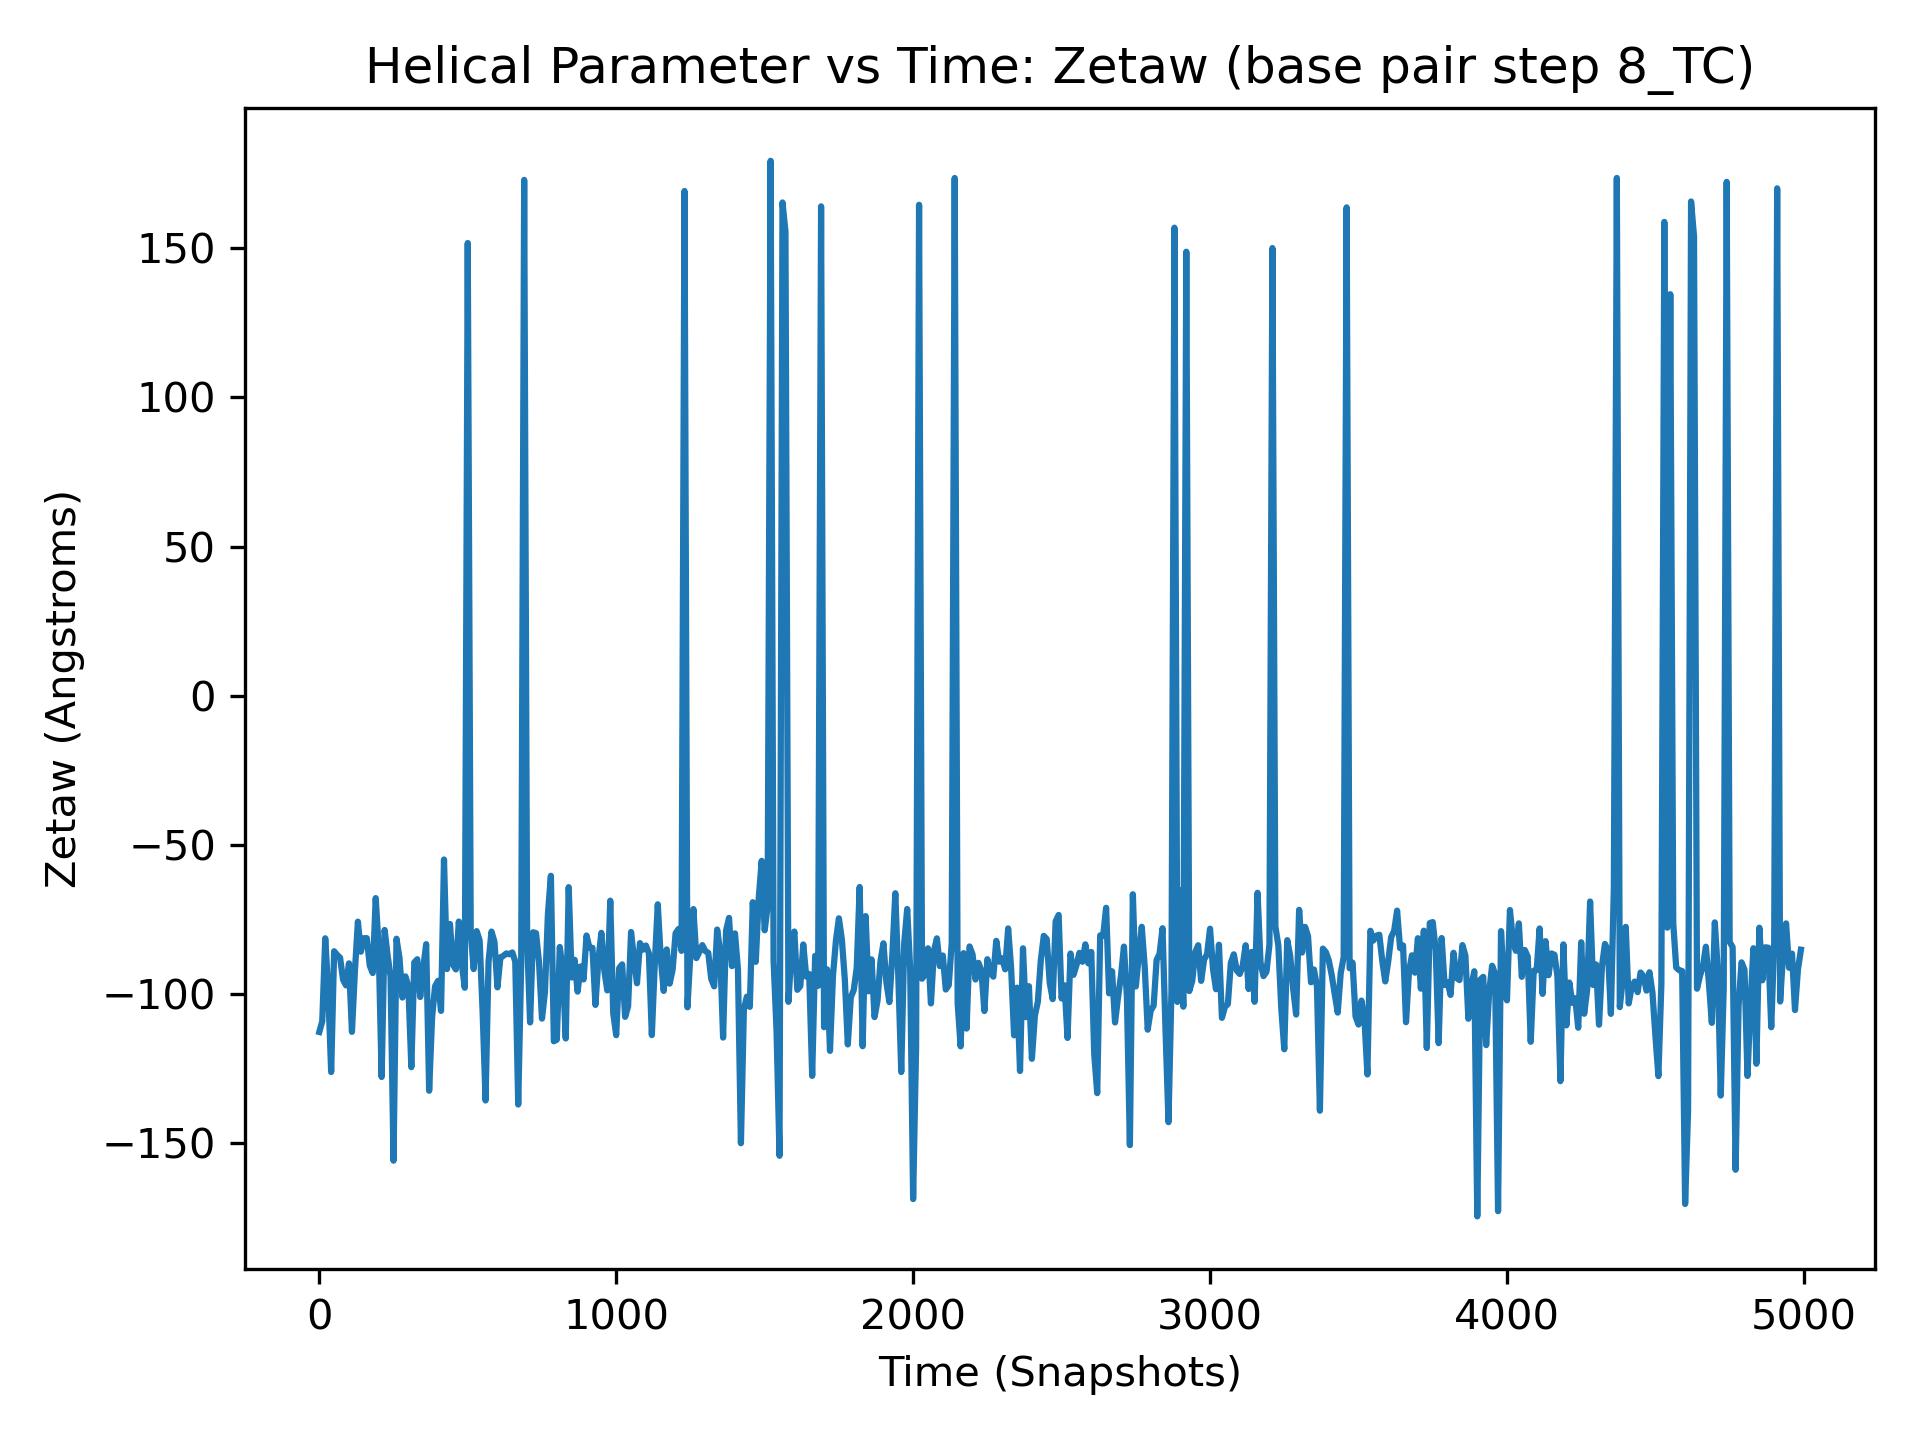 Helical Parameter vs Time: Zetaw (base pair step 8_TC)
150
100
50
0
−50
−100
−150
Zetaw (Angstroms)
0 1000 2000 3000 4000 5000
Time (Snapshots)